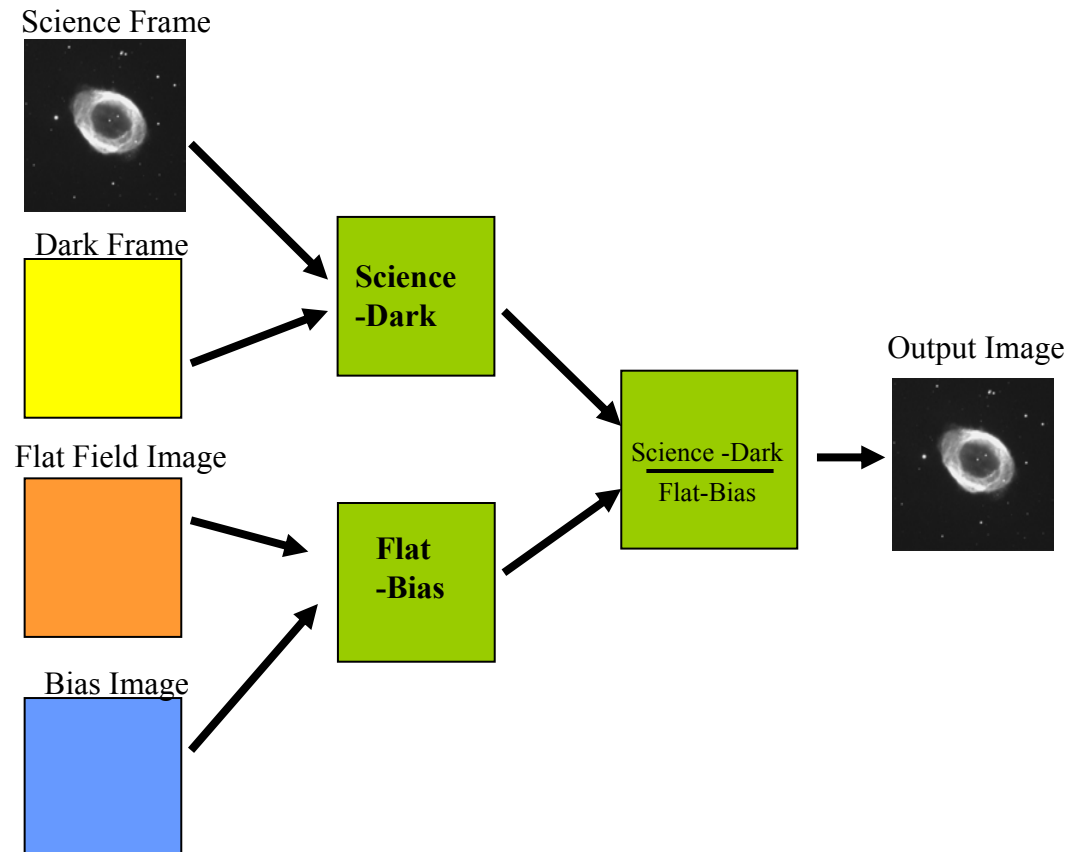 Science Frame
Dark Frame
Science
-Dark
Output Image
Science -Dark
Flat-Bias
Flat Field Image
Flat
-Bias
Bias Image